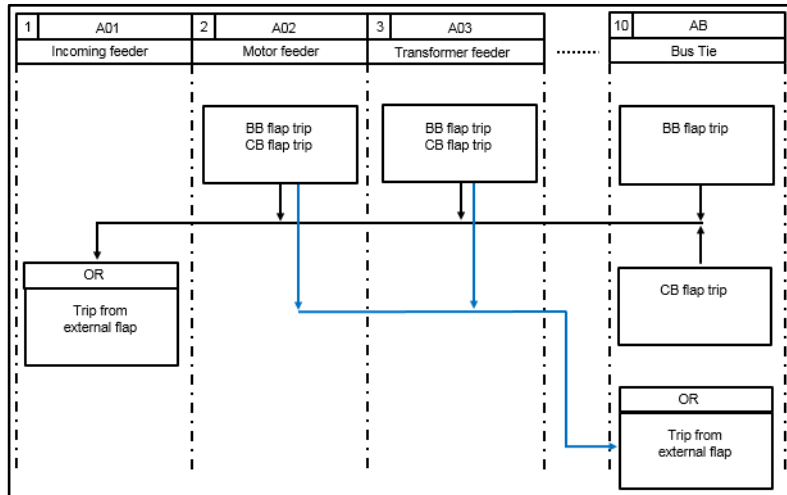 1 A01 2 A02 3 A03 10 AB
Incoming feeder Motor feeder Transformer feeder ........ Bus Tie
BB flap trip
CB flap trip
BB flap trip
CB flap trip
BB flap trip
OR
Trip from
external flap
CB flap trip
OR
Trip from
external flap